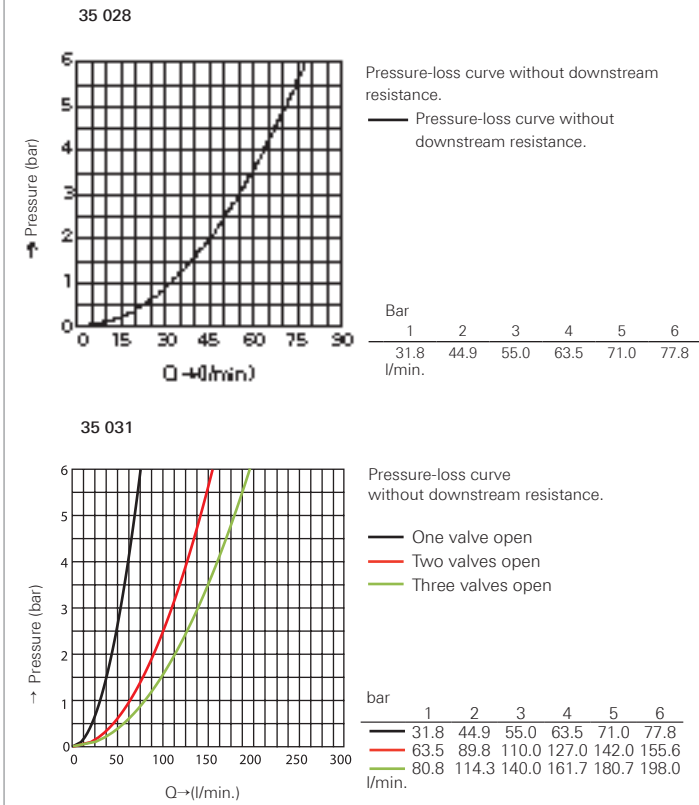 35 028
6
5
4
3
2
1
0
→ Pressure (bar)
0 15 30 45 60 75 90
Q→(l/min)
Pressure-loss curve without downstream
resistance.
Pressure-loss curve without
downstream resistance.
Bar
1 2 3 4 5 6
31.8 44.9 55.0 63.5 71.0 77.8
l/min.
35 031
6
5
4
3
2
1
0
→ Pressure (bar)
0 50 100 150 200 250 300
Q→(l/min.)
Pressure-loss curve
without downstream resistance.
One valve open
Two valves open
Three valves open
bar
1 2 3 4 5 6
31.8 44.9 55.0 63.5 71.0 77.8
63.5 89.8 110.0 127.0 142.0 155.6
80.8 114.3 140.0 161.7 180.7 198.0
l/min.